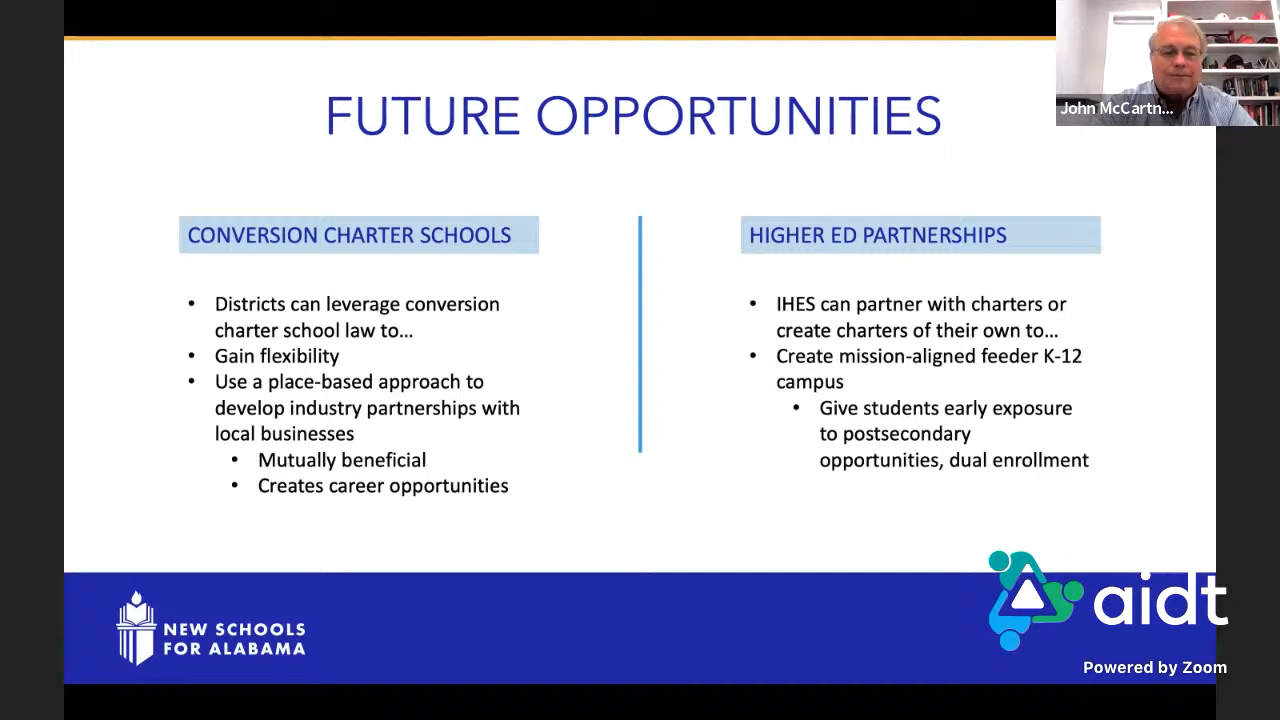 FUTURE OPPORTUNITIES
John McCartn...
CONVERSION CHARTER SCHOOLS
• Districts can leverage conversion
charter school law to...
• Gain flexibility
• Use a place-based approach to
develop industry partnerships with
local businesses
• Mutually beneficial
• Creates career opportunities
HIGHER ED PARTNERSHIPS
• IHES can partner with charters or
create charters of their own to...
• Create mission-aligned feeder K-12
campus
• Give students early exposure
to postsecondary
opportunities, dual enrollment
NEW SCHOOLS
FOR ALABAMA
aidt
Powered by Zoom